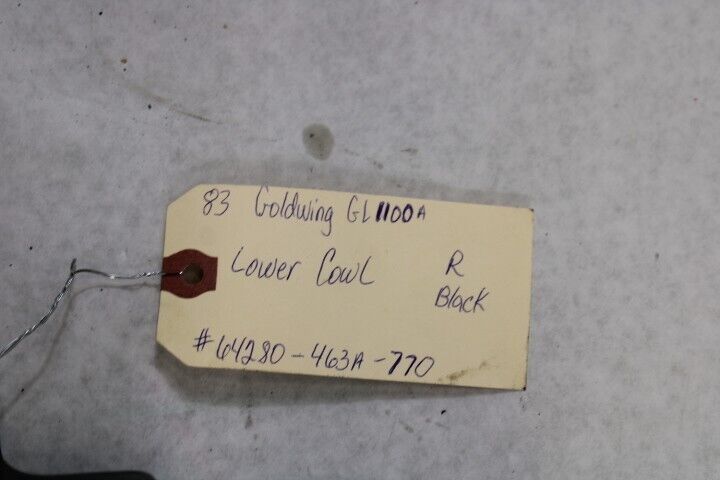 83 Goldwing GL1100A
Lower Cowl R
Black
#64280-463A-770